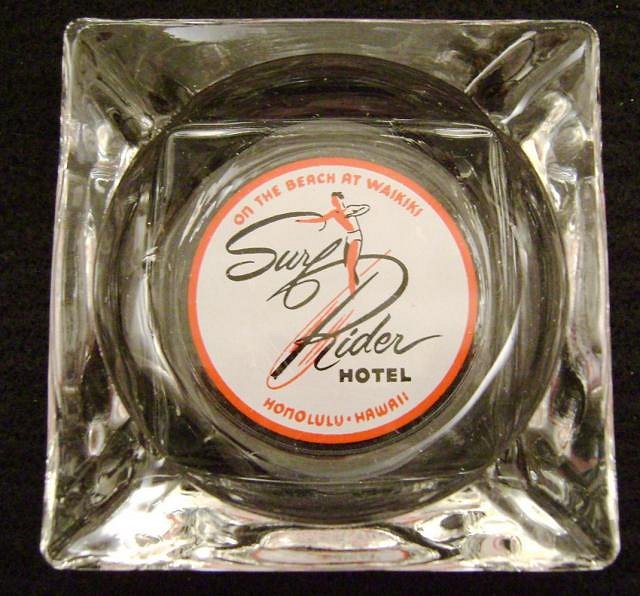 ON THE BEACH AT WAIKIKI
Surf
Rider
HOTEL
HONOLULU • HAWAII